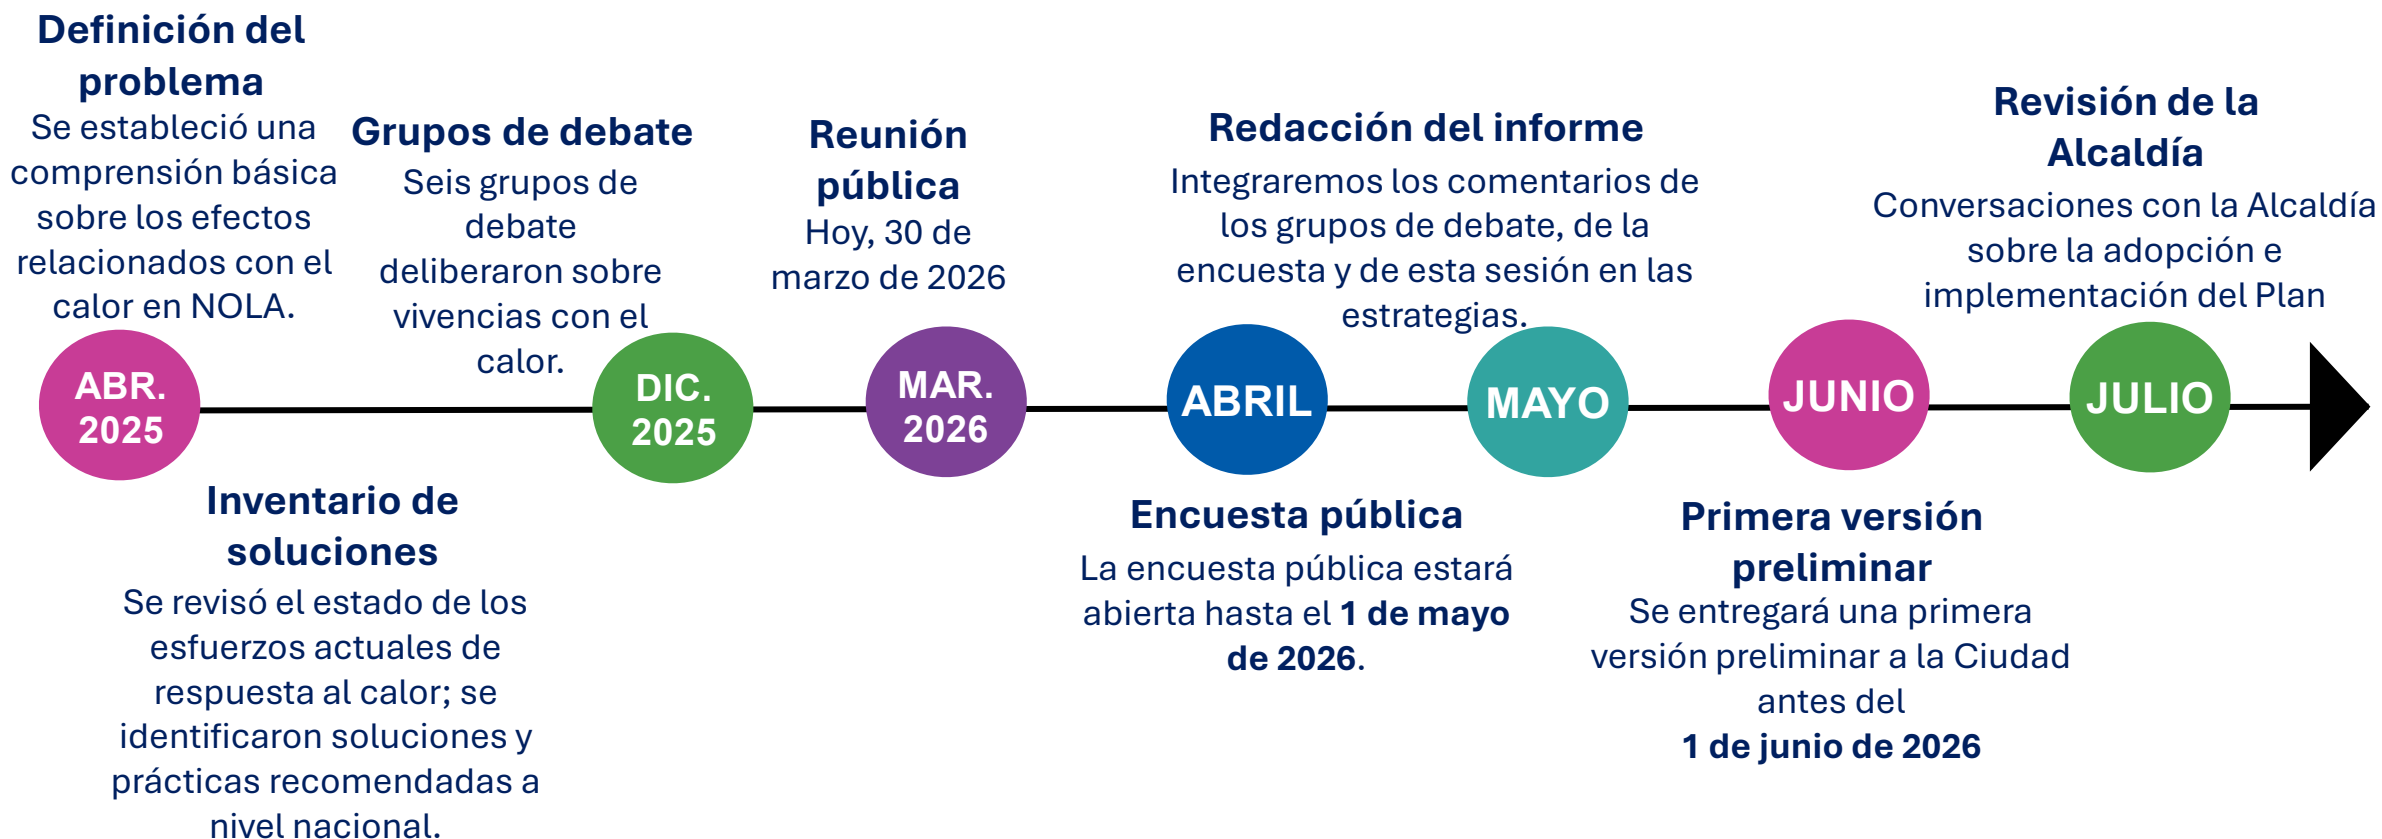 Definición del
problema
Se estableció una
comprensión básica
sobre los efectos
relacionados con el
calor en NOLA.
Grupos de debate
Seis grupos de
debate
deliberaron sobre
vivencias con el
calor.
Reunión
pública
Hoy, 30 de
marzo de 2026
Redacción del informe
Integraremos los comentarios de
los grupos de debate, de la
encuesta y de esta sesión en las
estrategias.
Revisión de la
Alcaldía
Conversaciones con la Alcaldía
sobre la adopción e
implementación del Plan
ABR.
2025
DIC.
2025
MAR.
2026
ABRIL
MAYO
JUNIO
JULIO
Inventario de
soluciones
Se revisó el estado de los
esfuerzos actuales de
respuesta al calor; se
identificaron soluciones y
prácticas recomendadas a
nivel nacional.
Encuesta pública
La encuesta pública estará
abierta hasta el 1 de mayo
de 2026.
Primera versión
preliminar
Se entregará una primera
versión preliminar a la Ciudad
antes del
1 de junio de 2026